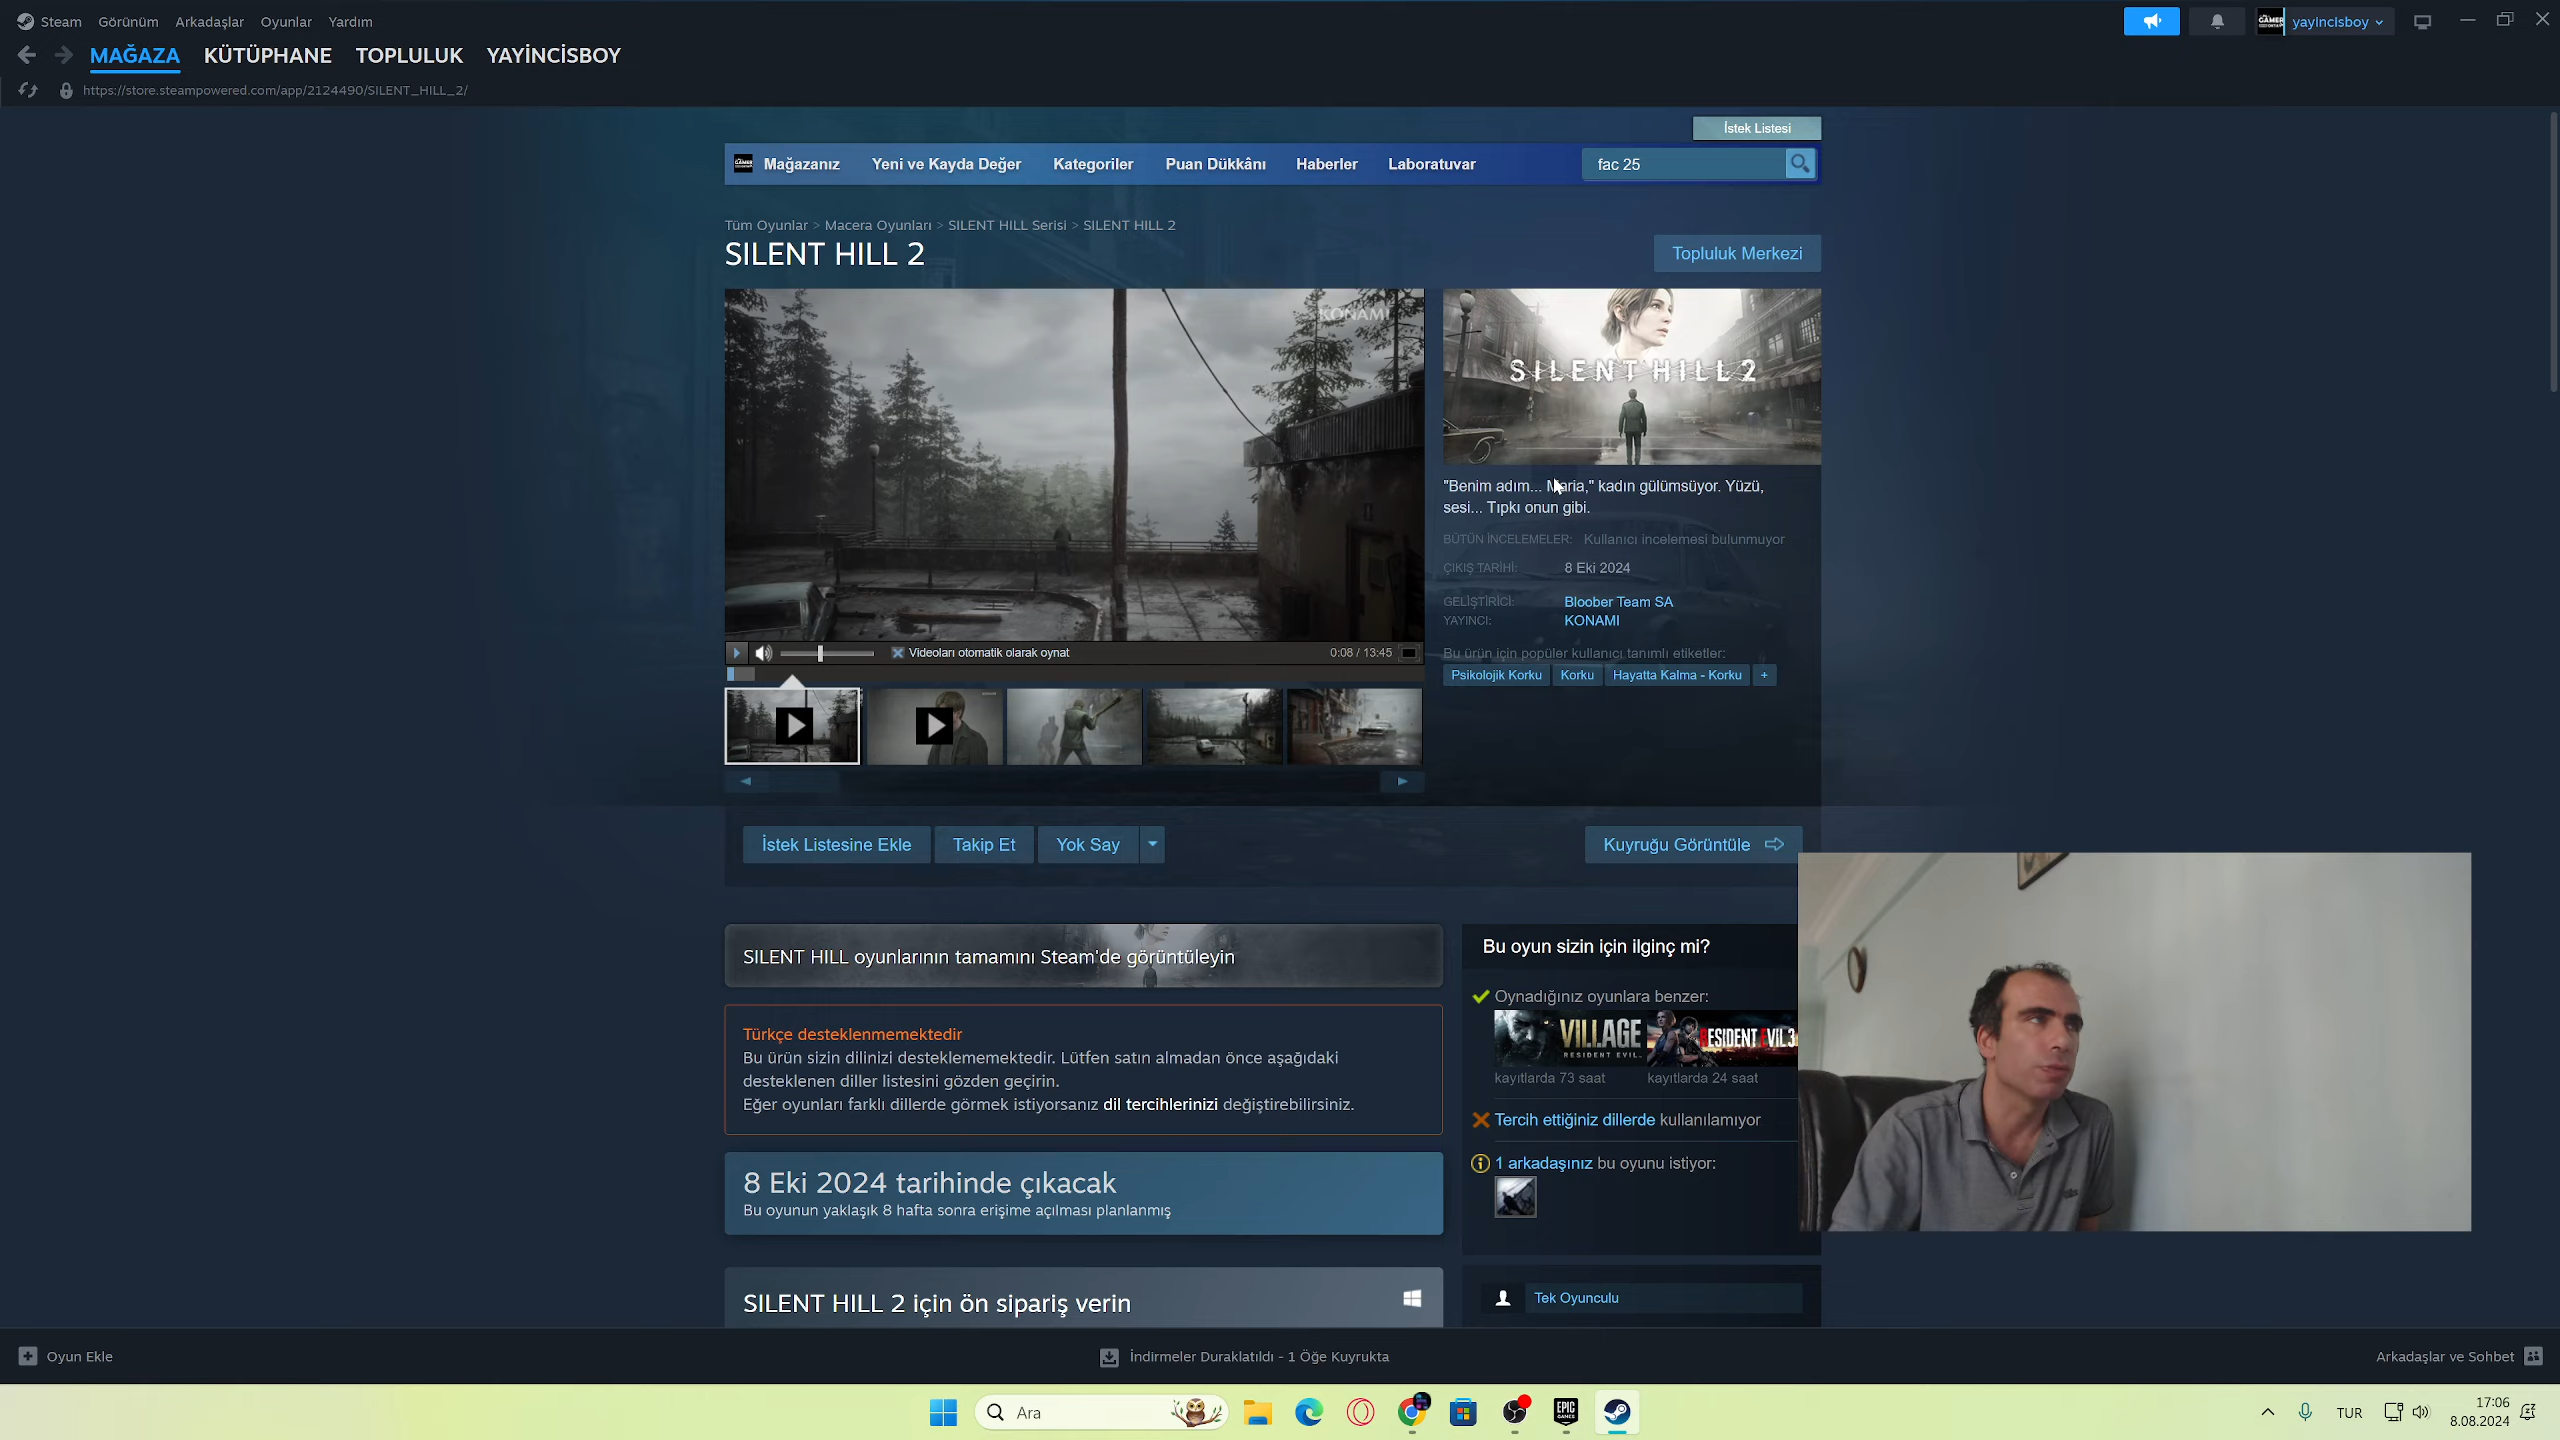 Steam Görünüm Arkadaşlar Oyunlar Yardım
yayincisboy
MAĞAZA KÜTÜPHANE TOPLULUK YAYİNCİSBOY
https://store.steampowered.com/app/2124490/SILENT_HILL_2/
İstek Listesi
Mağazanız Yeni ve Kayda Değer Kategoriler Puan Dükkânı Haberler Laboratuvar fac 25
Tüm Oyunlar > Macera Oyunları > SILENT HILL Serisi > SILENT HILL 2
SILENT HILL 2
Topluluk Merkezi
KONAMI
SILENT HILL 2
"Benim adım... Maria," kadın gülümsüyor. Yüzü,
sesi... Tıpkı onun gibi.
BÜTÜN İNCELEMELER: Kullanıcı incelemesi bulunmuyor
ÇIKIŞ TARİHİ: 8 Eki 2024
GELİŞTİRİCİ: Bloober Team SA
YAYINCI: KONAMI
Bu ürün için popüler kullanıcı tanımlı etiketler:
Psikolojik Korku Korku Hayatta Kalma - Korku +
Videoları otomatik olarak oynat 0:08 / 13:45
İstek Listesine Ekle Takip Et Yok Say Kuyruğu Görüntüle
SILENT HILL oyunlarının tamamını Steam'de görüntüleyin
Türkçe desteklenmemektedir
Bu ürün sizin dilinizi desteklememektedir. Lütfen satın almadan önce aşağıdaki
desteklenen diller listesini gözden geçirin.
Eğer oyunları farklı dillerde görmek istiyorsanız dil tercihlerinizi değiştirebilirsiniz.
8 Eki 2024 tarihinde çıkacak
Bu oyunun yaklaşık 8 hafta sonra erişime açılması planlanmış
SILENT HILL 2 için ön sipariş verin
Bu oyun sizin için ilginç mi?
Oynadığınız oyunlara benzer:
VILLAGE
RESIDENT EVIL
RESIDENT EVIL 3
kayıtlarda 73 saat kayıtlarda 24 saat
Tercih ettiğiniz dillerde kullanılamıyor
1 arkadaşınız bu oyunu istiyor:
Tek Oyunculu
Oyun Ekle
İndirmeler Duraklatıldı - 1 Öğe Kuyrukta
Arkadaşlar ve Sohbet
Ara
EPIC
GAMES
TUR
17:06
8.08.2024